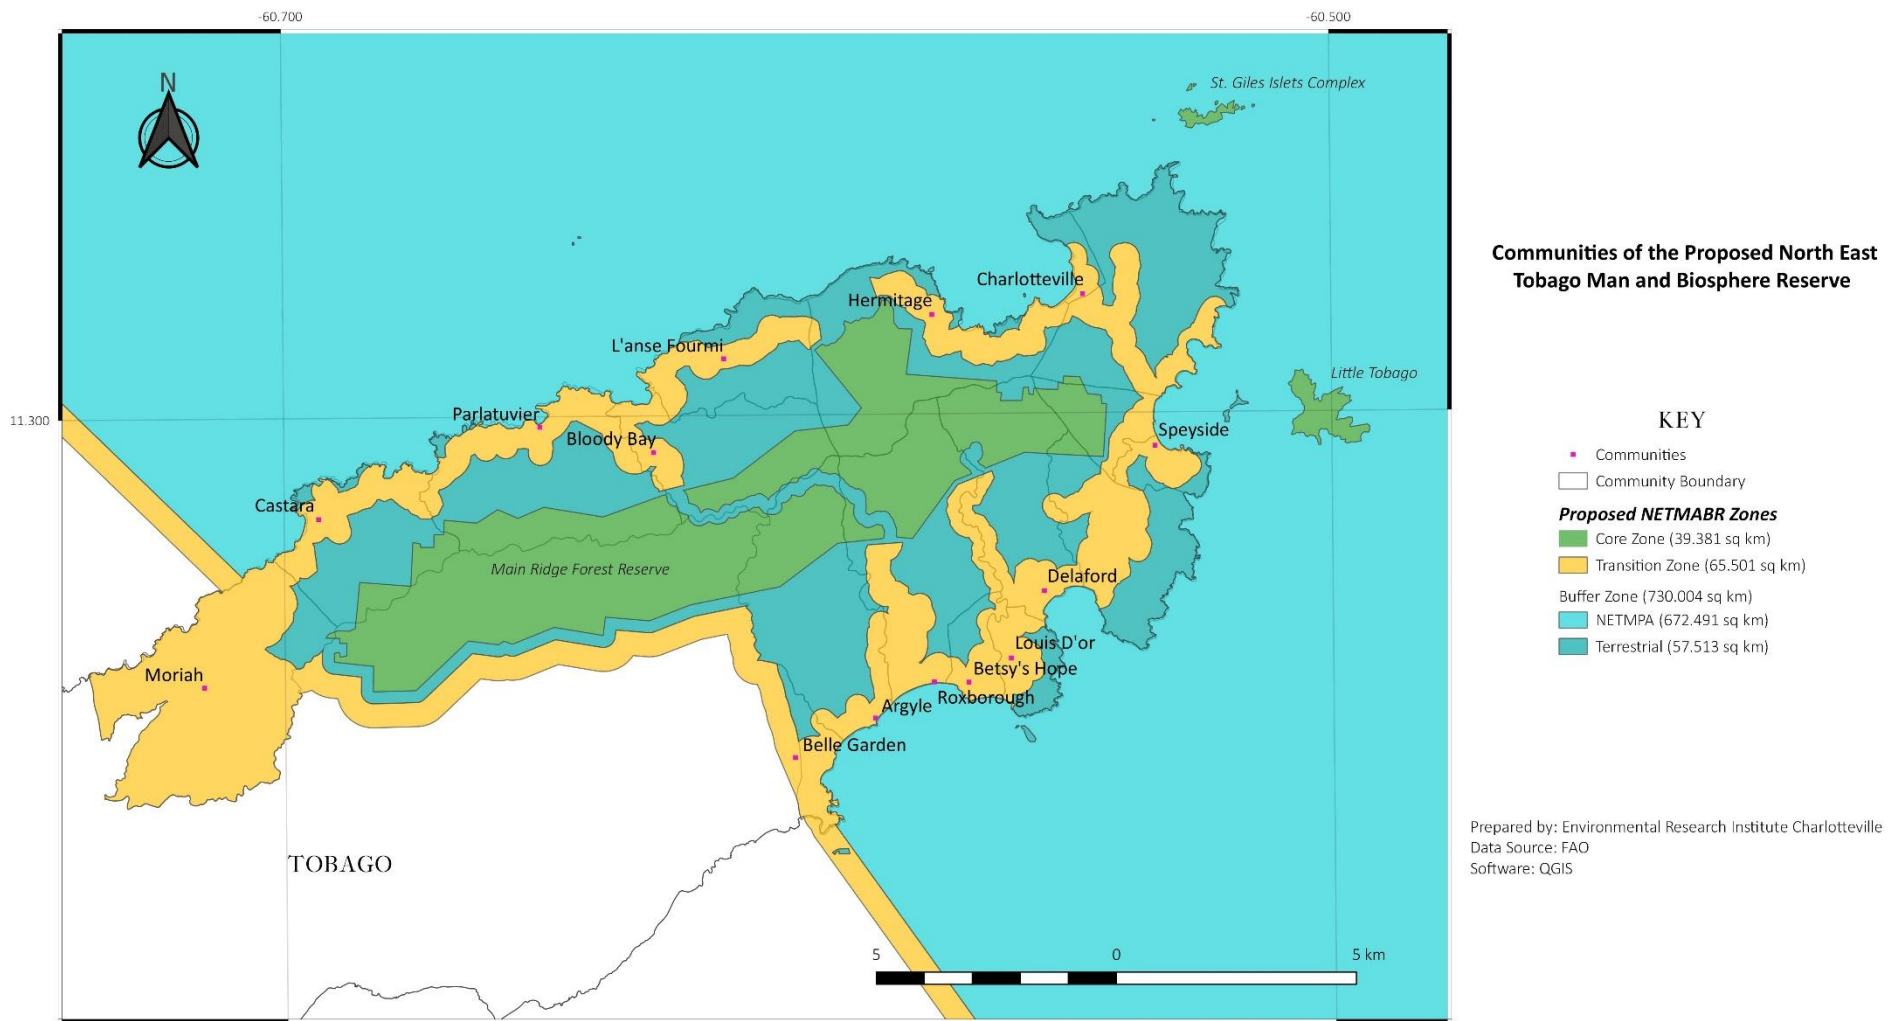 -60.700
-60.500
N
St. Giles Islets Complex
Charlotteville
Hermitage
L'anse Fourmi
Little Tobago
11.300
Parlatuvier
Bloody Bay
Speyside
Castara
Main Ridge Forest Reserve
Delaford
Louis D'or
Betsy's Hope
Moriah
Roxborough
Argyle
Belle Garden
TOBAGO
5 0 5 km
Communities of the Proposed North East
Tobago Man and Biosphere Reserve
KEY
Communities
Community Boundary
Proposed NETMABR Zones
Core Zone (39.381 sq km)
Transition Zone (65.501 sq km)
Buffer Zone (730.004 sq km)
NETMPA (672.491 sq km)
Terrestrial (57.513 sq km)
Prepared by: Environmental Research Institute Charlotteville
Data Source: FAO
Software: QGIS